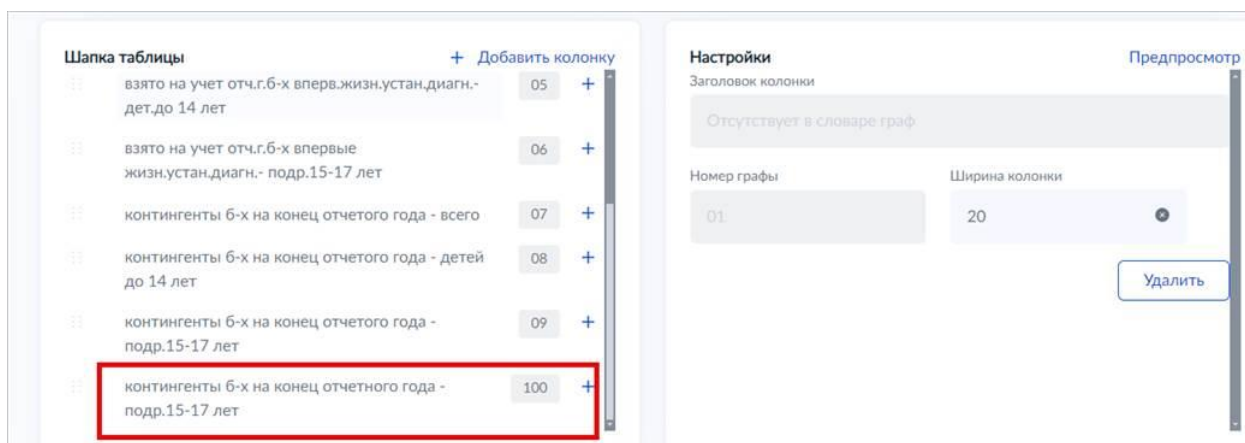 Шапка таблицы
+ Добавить колонку
взято на учет отч.г.б-х вперв.жизн.устан.диагн.-
дет.до 14 лет
05 +
взято на учет отч.г.б-х впервые
жизн.устан.диагн.- подр.15-17 лет
06 +
контингенты б-х на конец отчетого года - всего
07 +
контингенты б-х на конец отчетого года - детей
до 14 лет
08 +
контингенты б-х на конец отчетого года -
подр.15-17 лет
09 +
контингенты б-х на конец отчетного года -
подр.15-17 лет
100 +
Настройки
Предпросмотр
Заголовок колонки
Отсутствует в словаре граф
Номер графы
Ширина колонки
01
20
Удалить